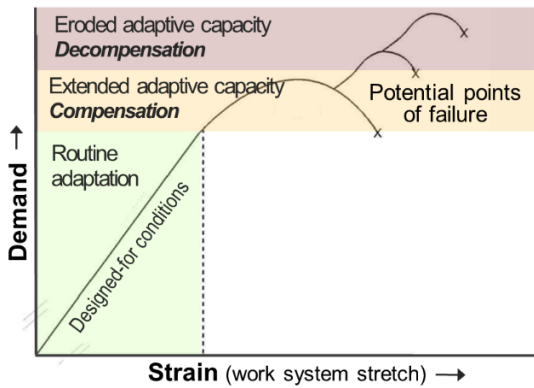 Eroded adaptive capacity
Decompensation
Extended adaptive capacity
Compensation
Potential points
of failure
Routine
adaptation
Designed-for conditions
Demand →
Strain (work system stretch) →
x
x
x